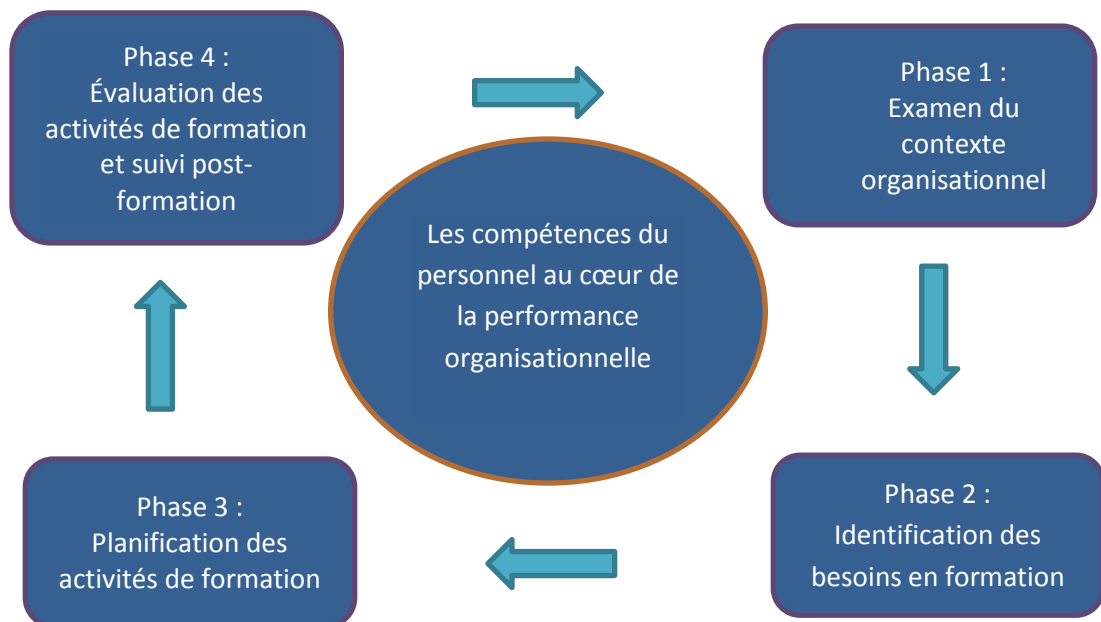 Phase 4 :
Évaluation des
activités de formation
et suivi post-
formation
Phase 1 :
Examen du
contexte
organisationnel
Les compétences du
personnel au cœur de
la performance
organisationnelle
Phase 3 :
Planification des
activités de formation
Phase 2 :
Identification des
besoins en formation